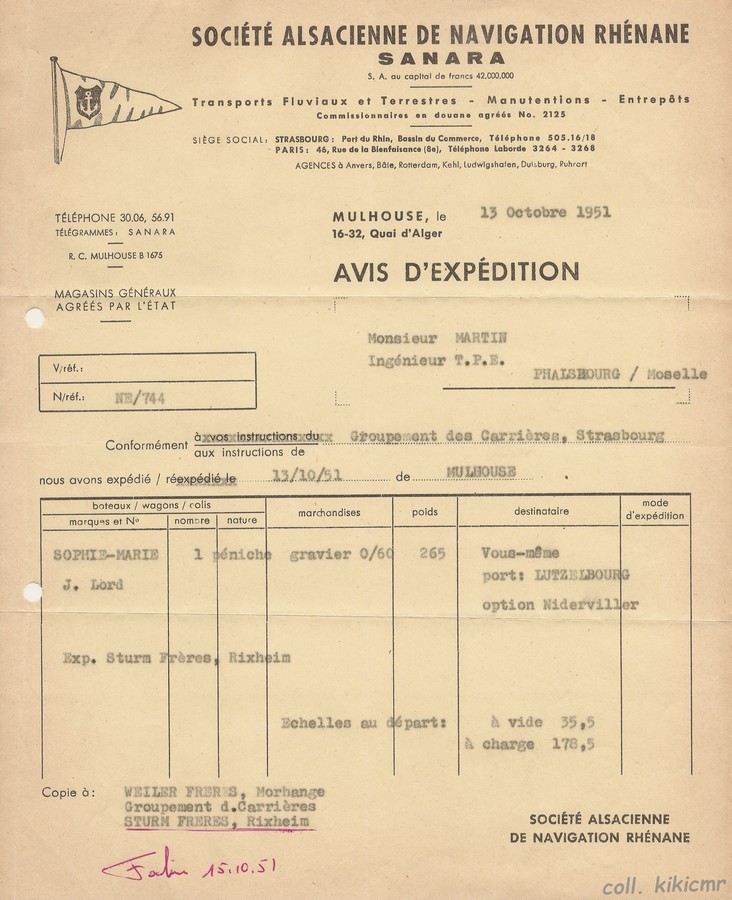 SOCIÉTÉ ALSACIENNE DE NAVIGATION RHÉNANE
SANARA
S. A. au capital de francs 42.000.000
Transports Fluviaux et Terrestres - Manutentions - Entrepôts
Commissionnaires en douane agréés No. 2125
SIÈGE SOCIAL: STRASBOURG: Port du Rhin, Bassin du Commerce, Téléphone 505.16/18
PARIS: 46, Rue de la Bienfaisance (8e), Téléphone Laborde 3264 - 3268
AGENCES à Anvers, Bâle, Rotterdam, Kehl, Ludwigshafen, Duisburg, Ruhrort
TÉLÉPHONE 30.06, 56.91
TÉLÉGRAMMES: SANARA
R. C. MULHOUSE B 1675
MAGASINS GÉNÉRAUX
AGRÉÉS PAR L'ÉTAT
MULHOUSE, le 13 Octobre 1951
16-32, Quai d'Alger
AVIS D'EXPÉDITION
Monsieur MARTIN
Ingénieur T.P.E.
PHALSBOURG / Moselle
V/réf.:
N/réf.: NE/744
Conformément à vos instructions du Groupement des Carrières, Strasbourg
aux instructions de
nous avons expédié / réexpédié le 13/10/51 de MULHOUSE
bateaux / wagons / colis marchandises poids destinataire mode d'expédition
marques et No nombre nature
SOPHIE-MARIE 1 péniche gravier 0/60 265 Vous-même
port: LUTZELBOURG
J. Lord
option Niderviller
Exp. Sturm Frères, Rixheim
Echelles au départ: à vide 35,5
à charge 178,5
Copie à: WEILER FRERES, Morhange
Groupement d.Carrières
STURM FRERES, Rixheim
SOCIÉTÉ ALSACIENNE
DE NAVIGATION RHÉNANE
15.10.51
coll. kikicmr